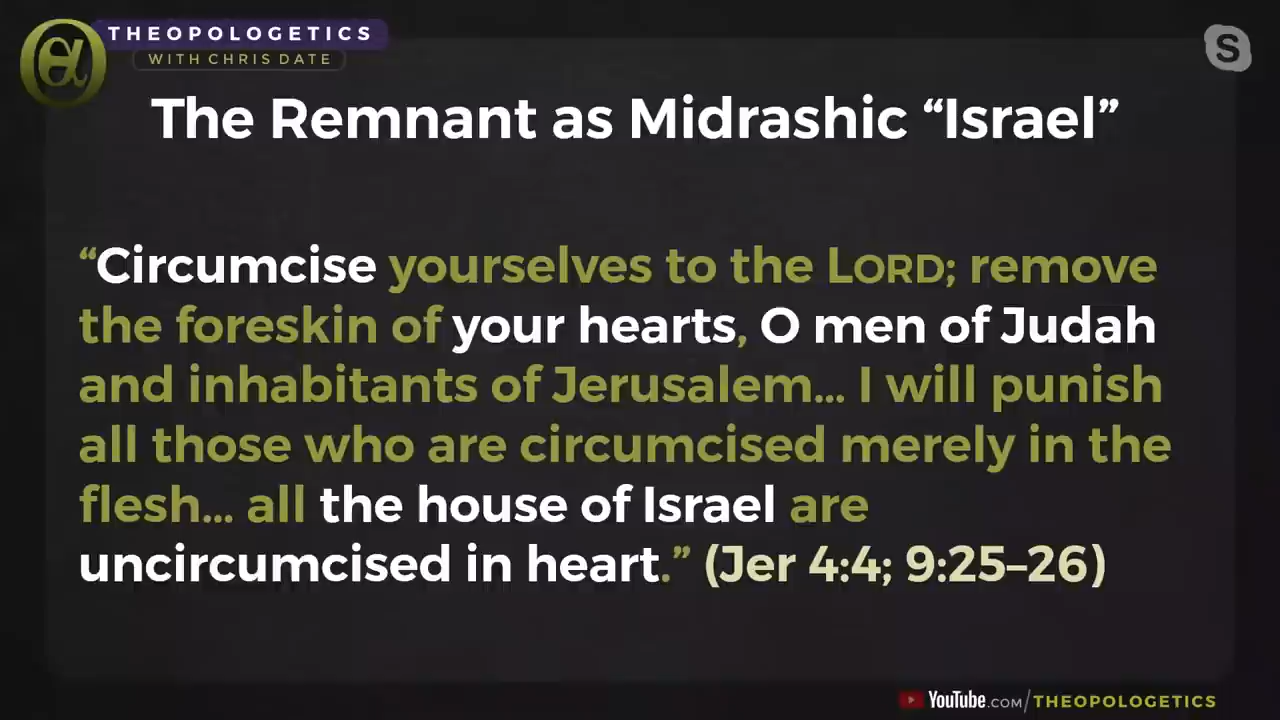 THEOPOLOGETICS
WITH CHRIS DATE
S
The Remnant as Midrashic “Israel”
“Circumcise yourselves to the LORD; remove
the foreskin of your hearts, O men of Judah
and inhabitants of Jerusalem... I will punish
all those who are circumcised merely in the
flesh... all the house of Israel are
uncircumcised in heart.” (Jer 4:4; 9:25–26)
YouTube.COM/THEOPOLOGETICS